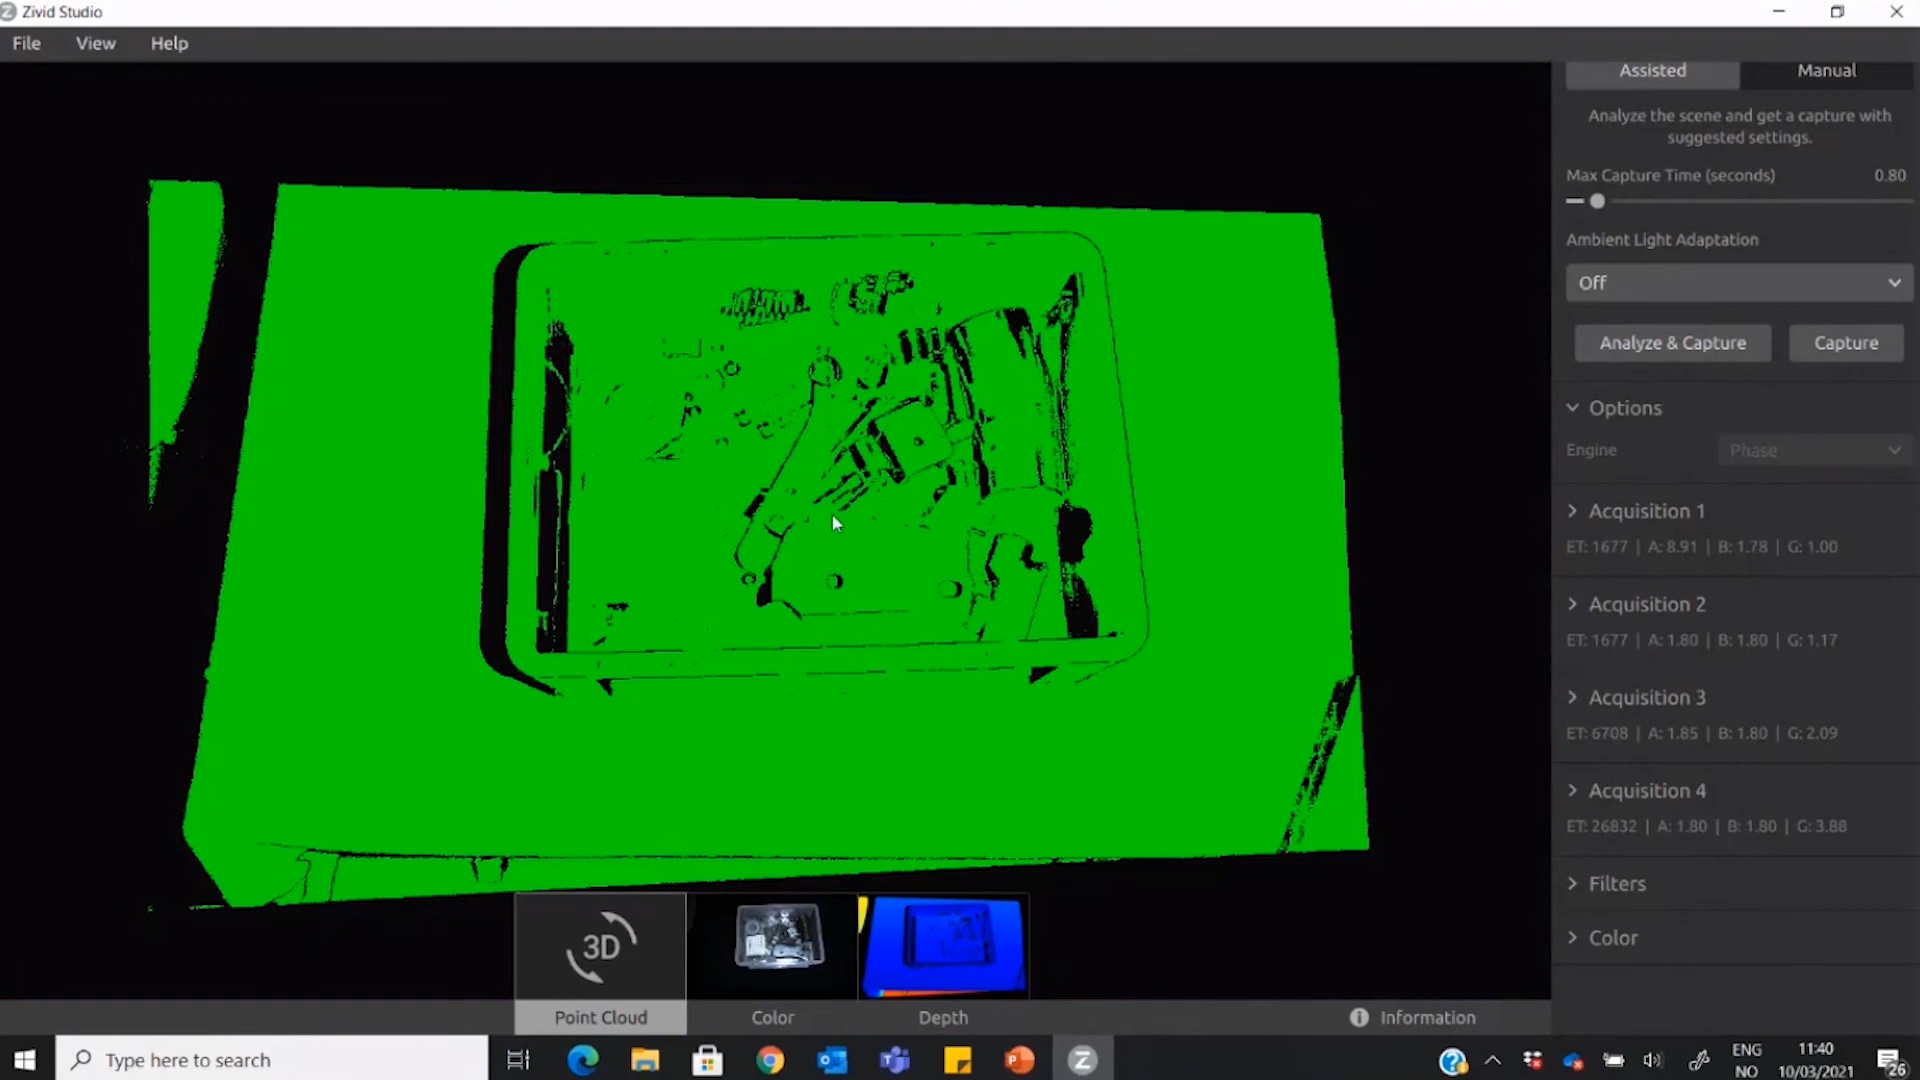 Zivid Studio
File View Help
Assisted Manual
Analyze the scene and get a capture with
suggested settings.
Max Capture Time (seconds) 0.80
Ambient Light Adaptation
Off
Analyze & Capture Capture
Options
Engine Phase
Acquisition 1
ET: 1677 | A: 8.91 | B: 1.78 | G: 1.00
Acquisition 2
ET: 1677 | A: 1.80 | B: 1.80 | G: 1.17
Acquisition 3
ET: 6708 | A: 1.85 | B: 1.80 | G: 2.09
Acquisition 4
ET: 26832 | A: 1.80 | B: 1.80 | G: 3.88
Filters
Color
3D
Point Cloud Color Depth Information
Type here to search
ENG
NO
11:40
10/03/2021
26